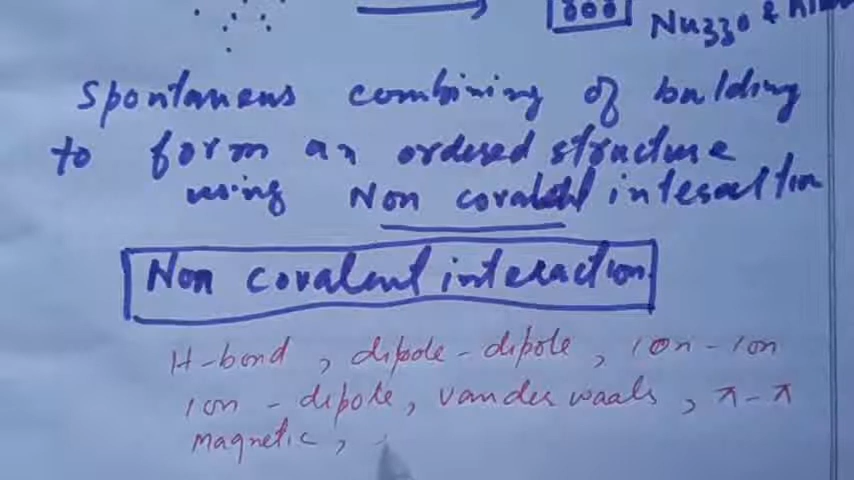 Nuzzo &
Spontaneus combining of building
to form an ordered structure
using Non covalent interaction
Non covalent interaction
H-bond, dipole-dipole, ion-ion
ion-dipole, vander waals, π-π
magnetic,